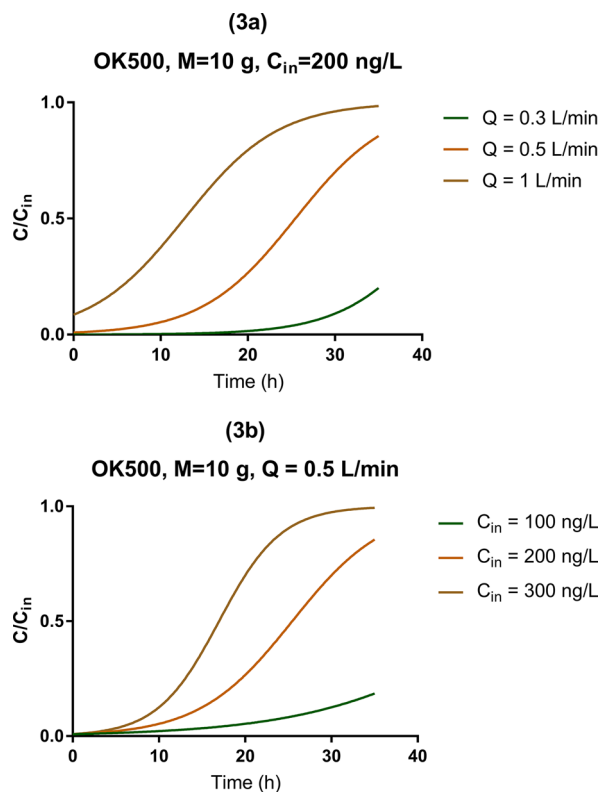 (3a)
OK500, M=10 g, Cin=200 ng/L
1.0
0.5
0.0
C/Cin
0 10 20 30 40
Time (h)
Q = 0.3 L/min
Q = 0.5 L/min
Q = 1 L/min
(3b)
OK500, M=10 g, Q = 0.5 L/min
1.0
0.5
0.0
C/Cin
0 10 20 30 40
Time (h)
Cin = 100 ng/L
Cin = 200 ng/L
Cin = 300 ng/L